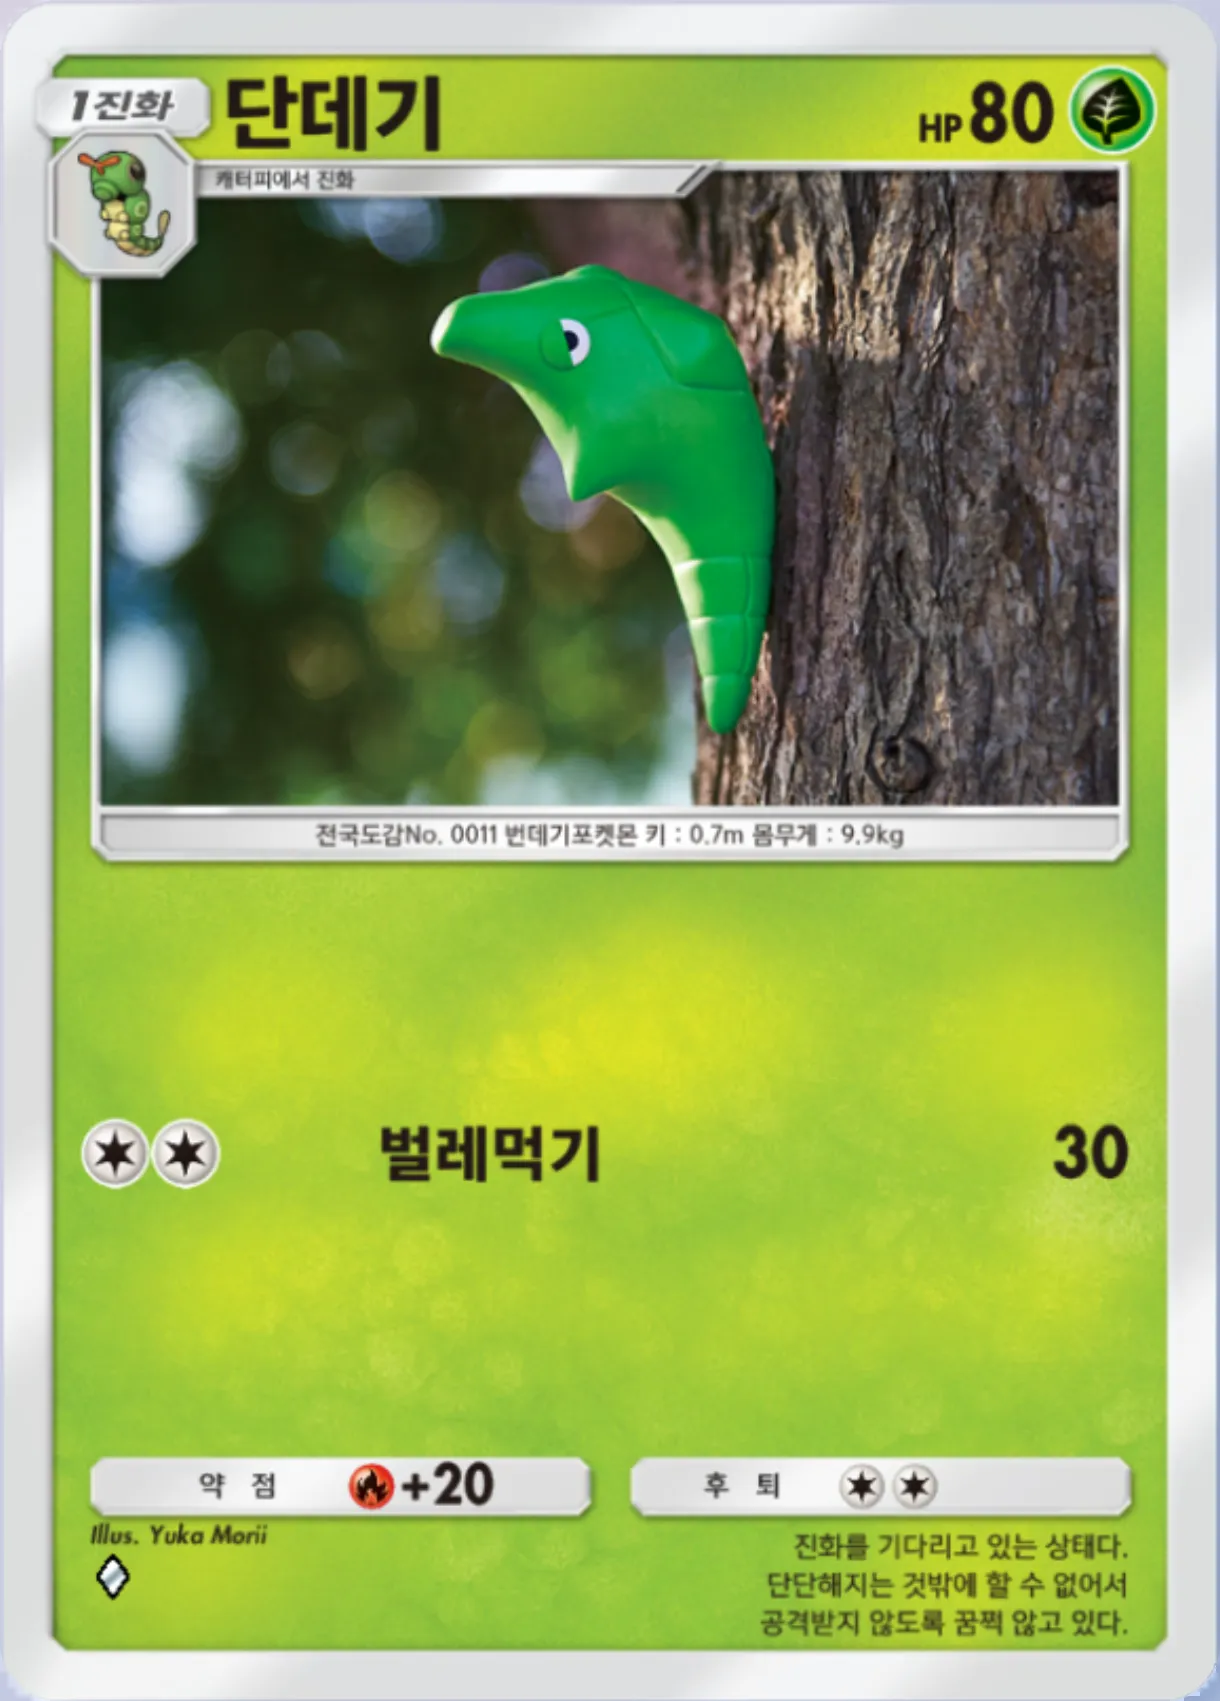 1진화
단데기
HP 80
캐터피에서 진화
전국도감No. 0011 번데기포켓몬 키 : 0.7m 몸무게 : 9.9kg
벌레먹기 30
약점 +20
후퇴
Illus. Yuka Morii
진화를 기다리고 있는 상태다.
단단해지는 것밖에 할 수 없어서
공격받지 않도록 꿈쩍 않고 있다.